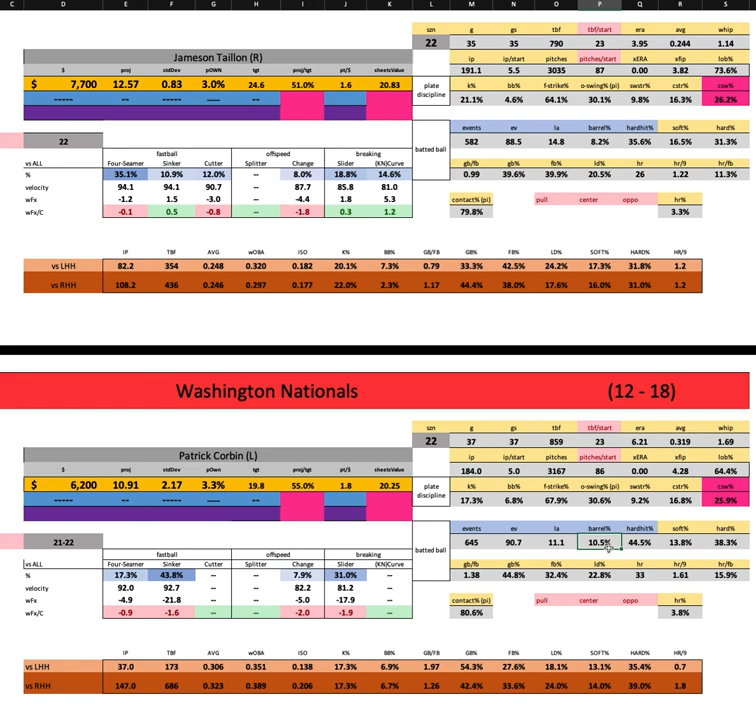 C D E F G H I J K L M N O P Q R S
szn g gs tbf tbf/start era avg whip
22 35 35 790 23 3.95 0.244 1.14
Jameson Taillon (R) ip ip/start pitches pitches/start xERA xfip lob%
$ proj stdDev pOWN tgt proj/tgt pt/$ sheetsValue 191.1 5.5 3035 87 0.00 3.82 73.6%
$ 7,700 12.57 0.83 3.0% 24.6 51.0% 1.6 20.83 plate discipline k% bb% f-strike% o-swing% (pi) swstr% cstr% csw%
----- -- -- ---- -- 21.1% 4.6% 64.1% 30.1% 9.8% 16.3% 26.2%
events ev la barrel% hardhit% soft% hard%
22 batted ball 582 88.5 14.8 8.2% 35.6% 16.5% 31.3%
fastball offspeed breaking
vs ALL Four-Seamer Sinker Cutter Splitter Change Slider (KN)Curve gb/fb gb% fb% ld% hr hr/9 hr/fb
% 35.1% 10.9% 12.0% -- 8.0% 18.8% 14.6% 0.99 39.6% 39.9% 20.5% 26 1.22 11.3%
velocity 94.1 94.1 90.7 -- 87.7 85.8 81.0
wFx -1.2 1.5 -3.0 -- -4.4 1.8 5.3 contact% (pi) pull center oppo hr%
wFx/C -0.1 0.5 -0.8 -- -1.8 0.3 1.2 79.8% 3.3%
IP TBF AVG wOBA ISO K% BB% GB/FB GB% FB% LD% SOFT% HARD% HR/9
vs LHH 82.2 354 0.248 0.320 0.182 20.1% 7.3% 0.79 33.3% 42.5% 24.2% 17.3% 31.8% 1.2
vs RHH 108.2 436 0.246 0.297 0.177 22.0% 2.3% 1.17 44.4% 38.0% 17.6% 16.0% 31.0% 1.2
Washington Nationals (12 - 18)
szn g gs tbf tbf/start era avg whip
22 37 37 859 23 6.21 0.319 1.69
Patrick Corbin (L) ip ip/start pitches pitches/start xERA xfip lob%
$ proj stdDev pOwn tgt proj/tgt pt/$ sheetsValue 184.0 5.0 3167 86 0.00 4.28 64.4%
$ 6,200 10.91 2.17 3.3% 19.8 55.0% 1.8 20.25 plate discipline k% bb% f-strike% o-swing% (pi) swstr% cstr% csw%
----- -- -- ---- -- 17.3% 6.8% 67.9% 30.6% 9.2% 16.8% 25.9%
events ev la barrel% hardhit% soft% hard%
21-22 batted ball 645 90.7 11.1 10.5% 44.5% 13.8% 38.3%
fastball offspeed breaking
vs ALL Four-Seamer Sinker Cutter Splitter Change Slider (KN)Curve gb/fb gb% fb% ld% hr hr/9 hr/fb
% 17.3% 43.8% -- -- 7.9% 31.0% -- 1.38 44.8% 32.4% 22.8% 33 1.61 15.9%
velocity 92.0 92.7 -- -- 82.2 81.2 --
wFx -4.9 -21.8 -- -- -5.0 -17.9 -- contact% (pi) pull center oppo hr%
wFx/C -0.9 -1.6 -- -- -2.0 -1.9 -- 80.6% 3.8%
IP TBF AVG wOBA ISO K% BB% GB/FB GB% FB% LD% SOFT% HARD% HR/9
vs LHH 37.0 173 0.306 0.351 0.138 17.3% 6.9% 1.97 54.3% 27.6% 18.1% 13.1% 35.4% 0.7
vs RHH 147.0 686 0.323 0.389 0.206 17.3% 6.7% 1.26 42.4% 33.6% 24.0% 14.0% 39.0% 1.8